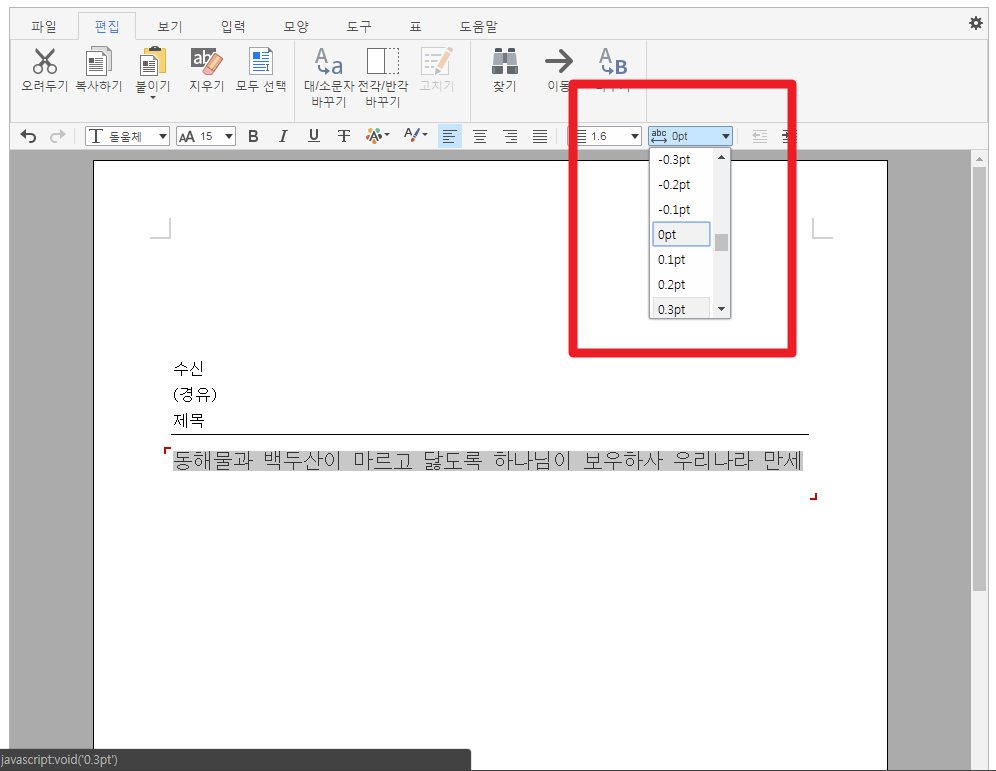 파일 편집 보기 입력 모양 도구 표 도움말
오려두기 복사하기 붙이기 지우기 모두 선택 대/소문자 바꾸기 전각/반각 바꾸기 고치기 찾기 이동
돋움체 15 B I U T 1.6 0pt
-0.3pt
-0.2pt
-0.1pt
0pt
0.1pt
0.2pt
0.3pt
수신
(경유)
제목
동해물과 백두산이 마르고 닳도록 하나님이 보우하사 우리나라 만세
javascript:void('0.3pt')